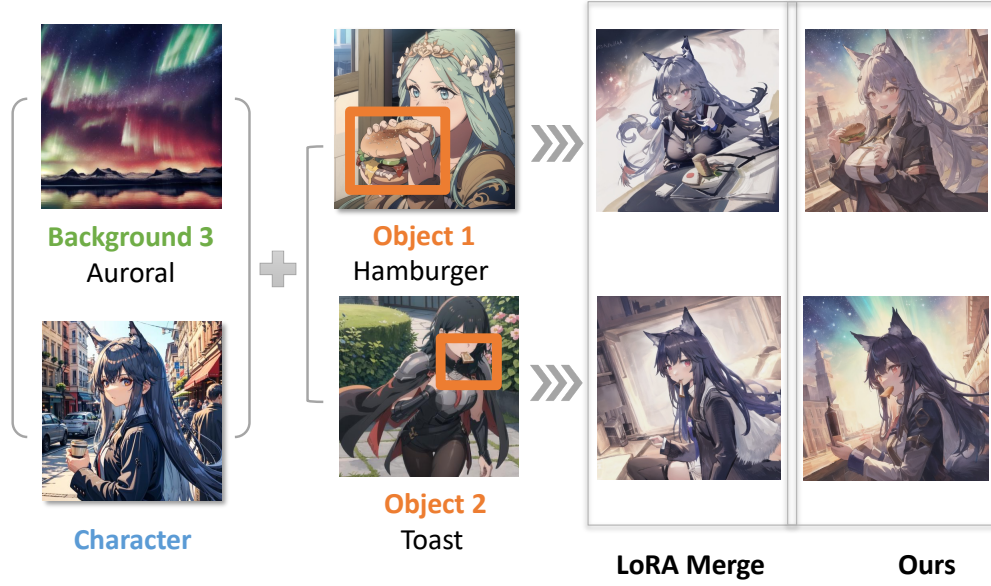 Background 3
Auroral
Character
Object 1
Hamburger
Object 2
Toast
LoRA Merge
Ours